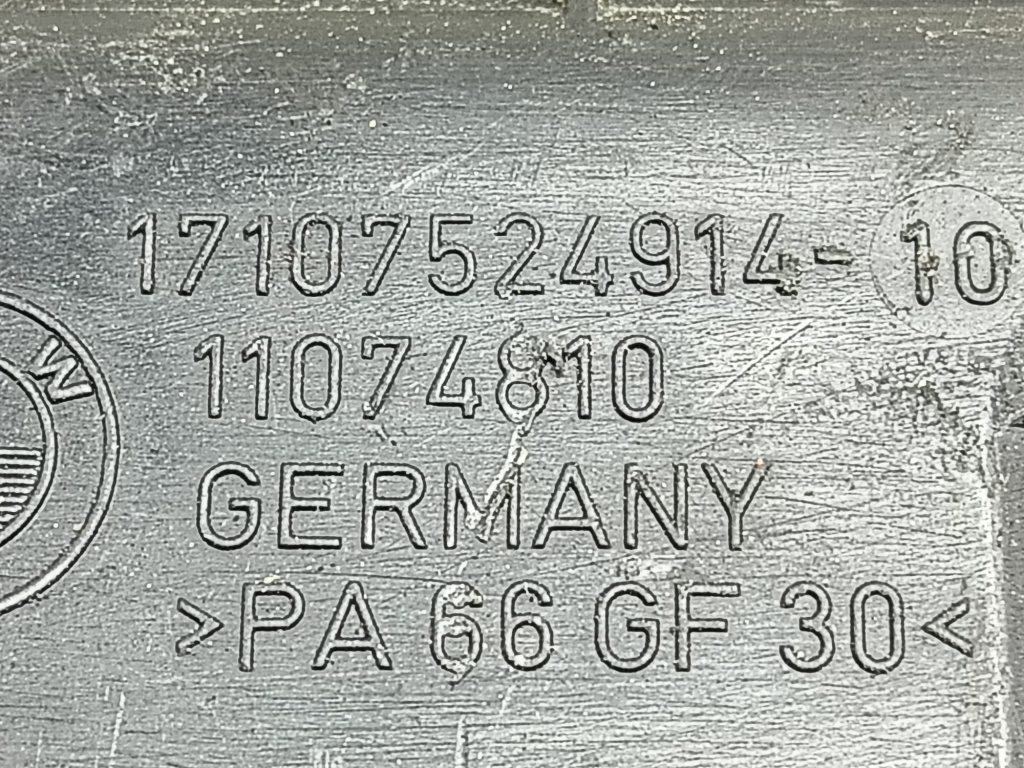 17107524914-10
11074810
GERMANY
>PA 66 GF 30<
W